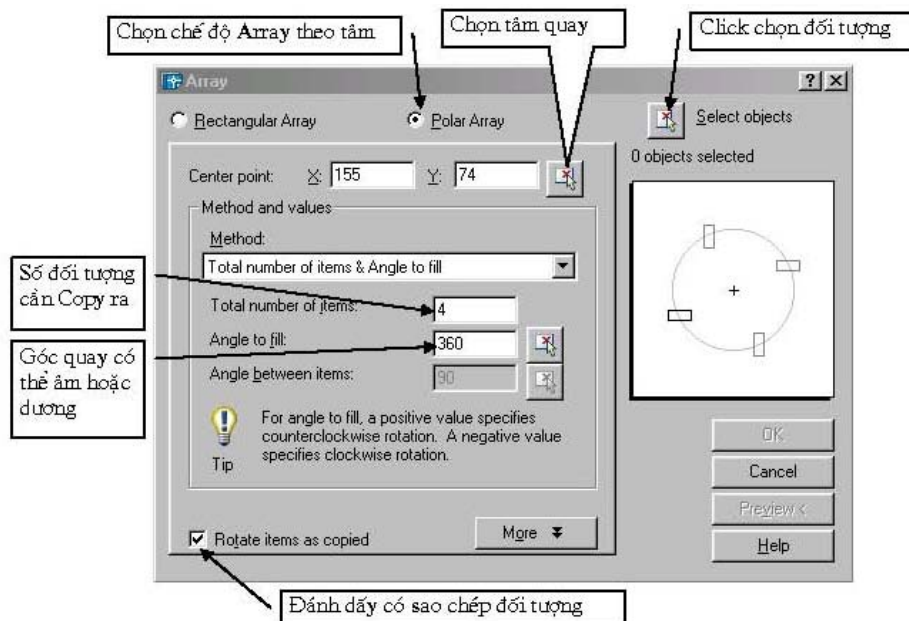 Chọn chế độ Array theo tâm
Chọn tâm quay
Click chọn đối tượng
Array
Rectangular Array
Polar Array
Select objects
0 objects selected
Center point: X: 155 Y: 74
Method and values
Method:
Total number of items & Angle to fill
Số đối tượng
cần Copy ra
Total number of items: 4
Góc quay có
thể âm hoặc
dương
Angle to fill: 360
Angle between items: 90
For angle to fill, a positive value specifies
counterclockwise rotation. A negative value
specifies clockwise rotation.
Tip
OK
Cancel
Preview <
Help
Rotate items as copied
More
Đánh dấy có sao chép đối tượng